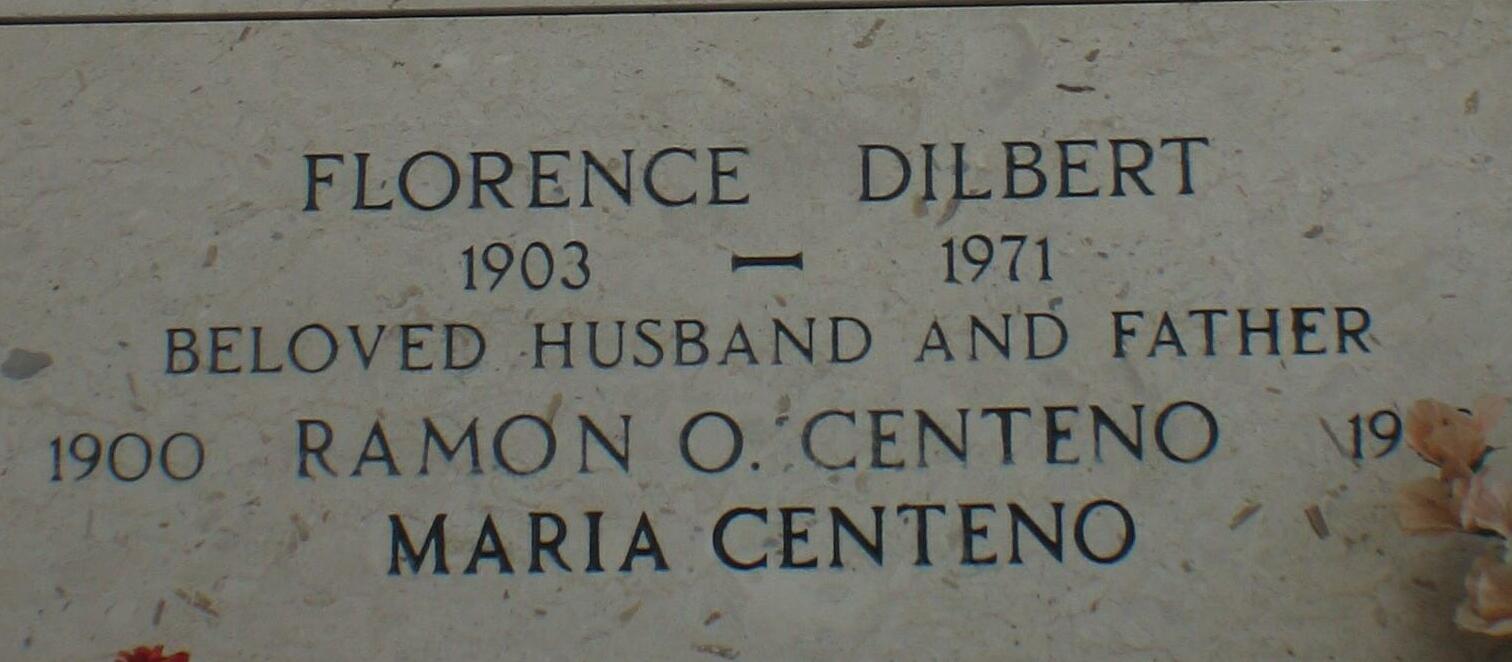 FLORENCE DILBERT
1903 — 1971
BELOVED HUSBAND AND FATHER
1900 RAMON O. CENTENO
MARIA CENTENO